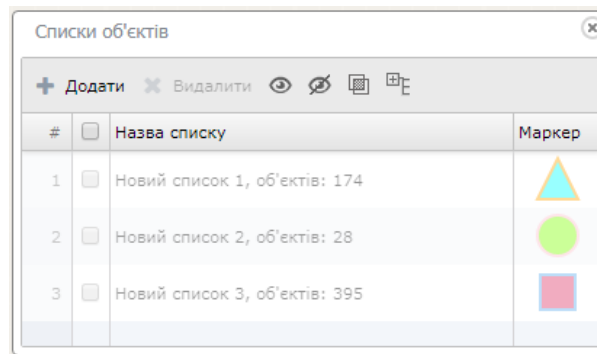 Списки об'єктів
Додати Видалити
# Назва списку Маркер
1 Новий список 1, об'єктів: 174
2 Новий список 2, об'єктів: 28
3 Новий список 3, об'єктів: 395